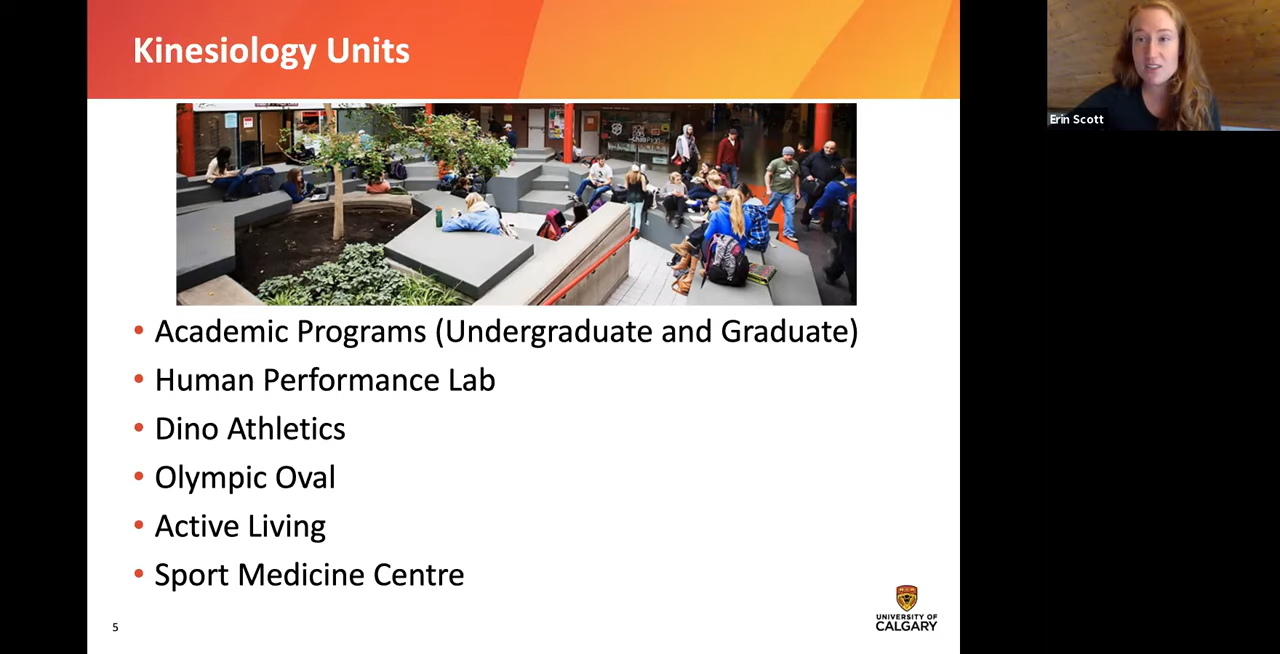 Kinesiology Units
Erin Scott
• Academic Programs (Undergraduate and Graduate)
• Human Performance Lab
• Dino Athletics
• Olympic Oval
• Active Living
• Sport Medicine Centre
5
UNIVERSITY OF
CALGARY